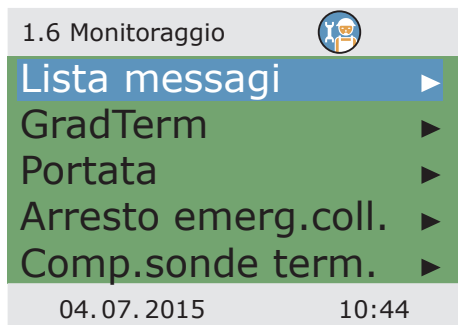 1.6 Monitoraggio
Lista messagi
GradTerm
Portata
Arresto emerg.coll.
Comp.sonde term.
04.07.2015 10:44